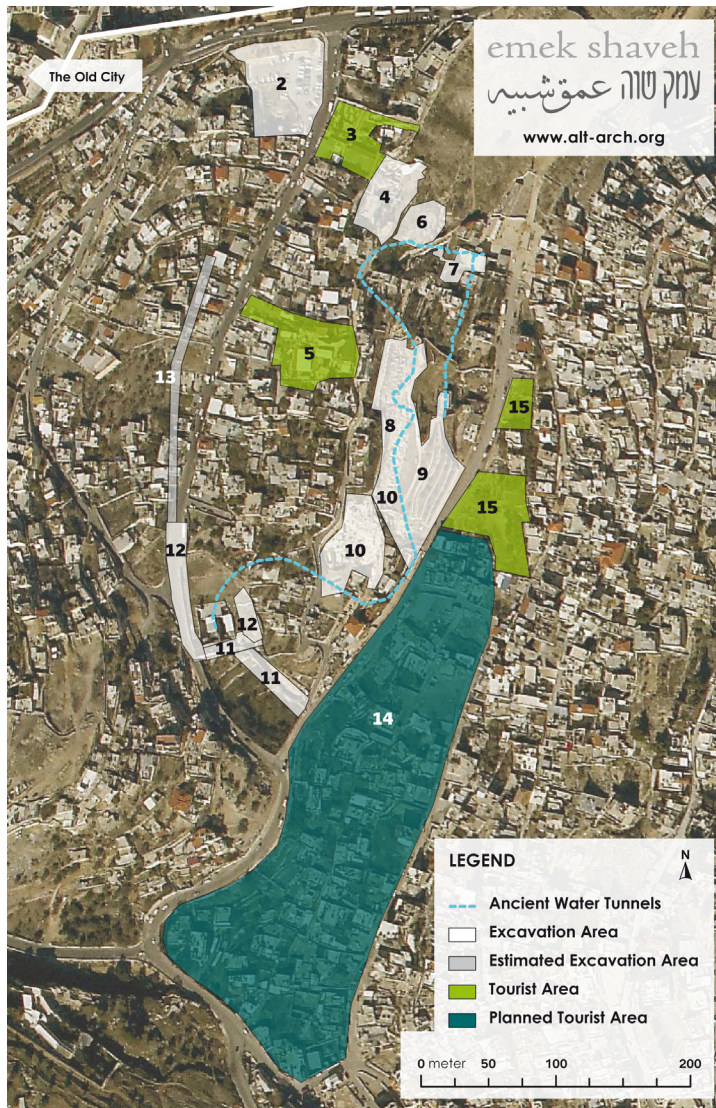 emek shaveh
עמק שווה عمق شبيه
www.alt-arch.org
The Old City
2
3
4
6
7
5
13
8
15
9
10
15
10
12
12
11
11
14
LEGEND
N
Ancient Water Tunnels
Excavation Area
Estimated Excavation Area
Tourist Area
Planned Tourist Area
0 meter 50 100 200